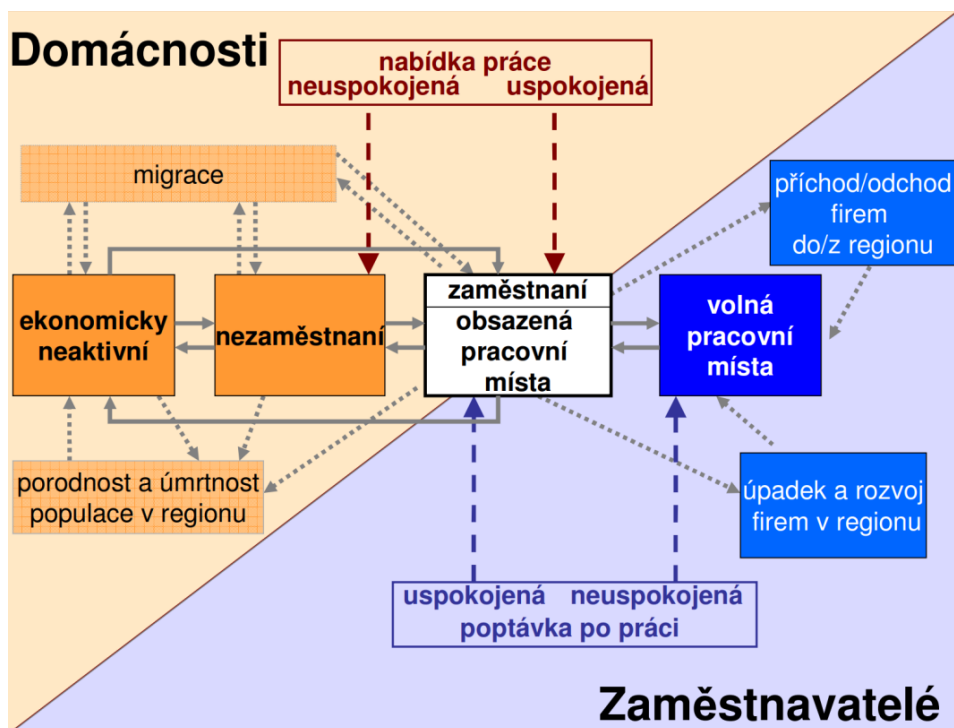 Domácnosti
nabídka práce
neuspokojená uspokojená
migrace
příchod/odchod
firem
do/z regionu
ekonomicky
neaktivní
nezaměstnaní
zaměstnaní
obsazená
pracovní
místa
volná
pracovní
místa
porodnost a úmrtnost
populace v regionu
úpadek a rozvoj
firem v regionu
uspokojená neuspokojená
poptávka po práci
Zaměstnavatelé